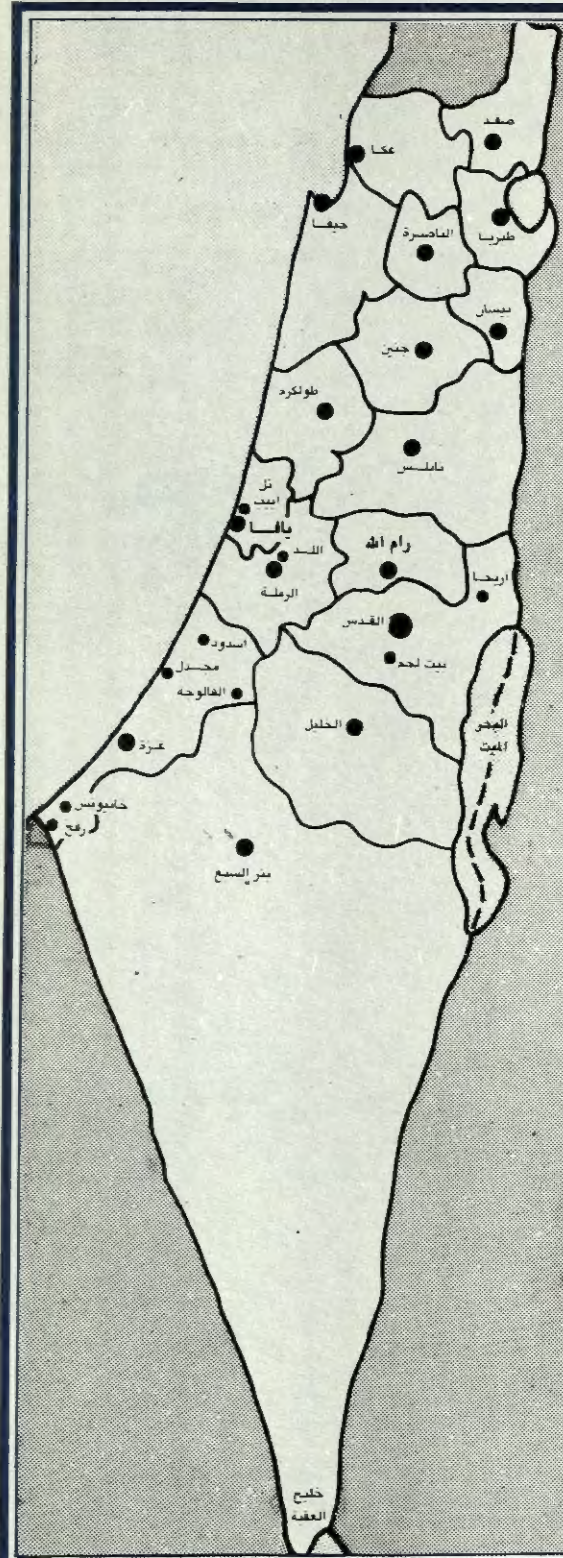 صفد
عكا
حيفا
الناصرة
طبريا
بيسان
جنين
طولكرم
نابلس
تل
ابيب
يافا
اللد
الرملة
رام الله
اريحا
القدس
بيت لحم
اسدود
مجدل
الفالوجه
الخليل
البحر
الميت
غزة
خانيونس
رفح
بئر السبع
خليج
العقبة